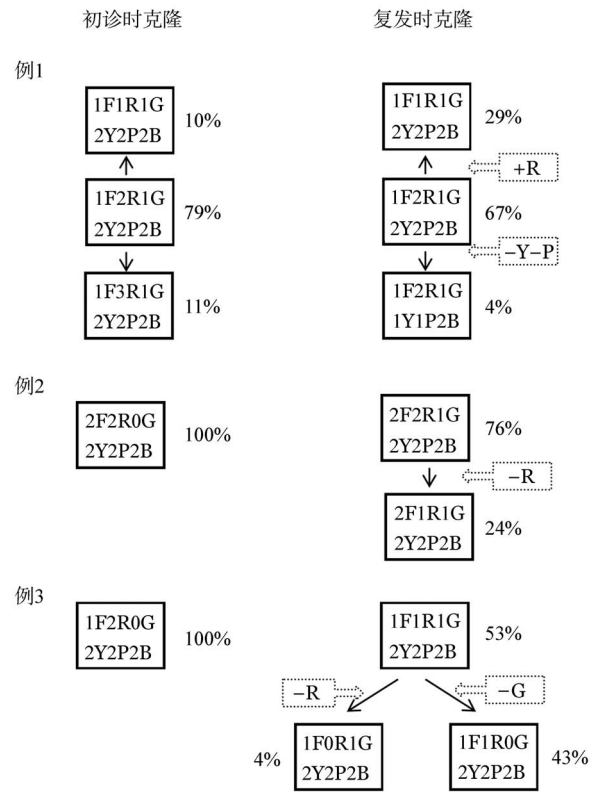 初诊时克隆 复发时克隆
例1
1F1R1G
2Y2P2B
10%
1F2R1G
2Y2P2B
79%
1F3R1G
2Y2P2B
11%
1F1R1G
2Y2P2B
29%
+R
1F2R1G
2Y2P2B
67%
−Y−P
1F2R1G
1Y1P2B
4%
例2
2F2R0G
2Y2P2B
100%
2F2R1G
2Y2P2B
76%
−R
2F1R1G
2Y2P2B
24%
例3
1F2R0G
2Y2P2B
100%
1F1R1G
2Y2P2B
53%
−R
−G
4%
1F0R1G
2Y2P2B
1F1R0G
2Y2P2B
43%